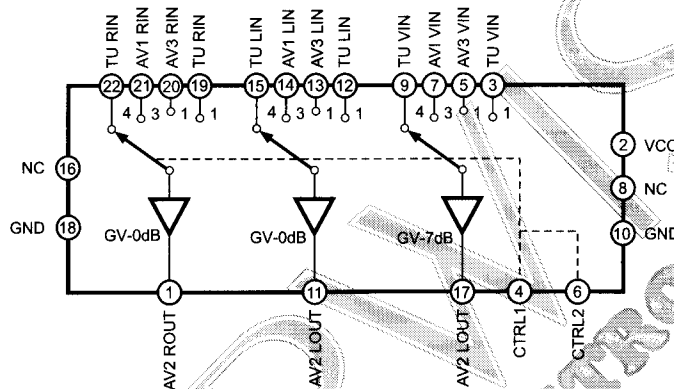 TU RIN
AV1 RIN
AV3 RIN
TU RIN
TU LIN
AV1 LIN
AV3 LIN
TU LIN
TU VIN
AVI VIN
AV3 VIN
TU VIN
22 21 20 19 15 14 13 12 9 7 5 3
4 3 1 1 4 3 1 1 4 3 1 1
2 VCC
NC 16
8 NC
GND 18
10 GND
GV-0dB GV-0dB GV-7dB
1 11 17 4 6
AV2 ROUT
AV2 LOUT
AV2 LOUT
CTRL1
CTRL2